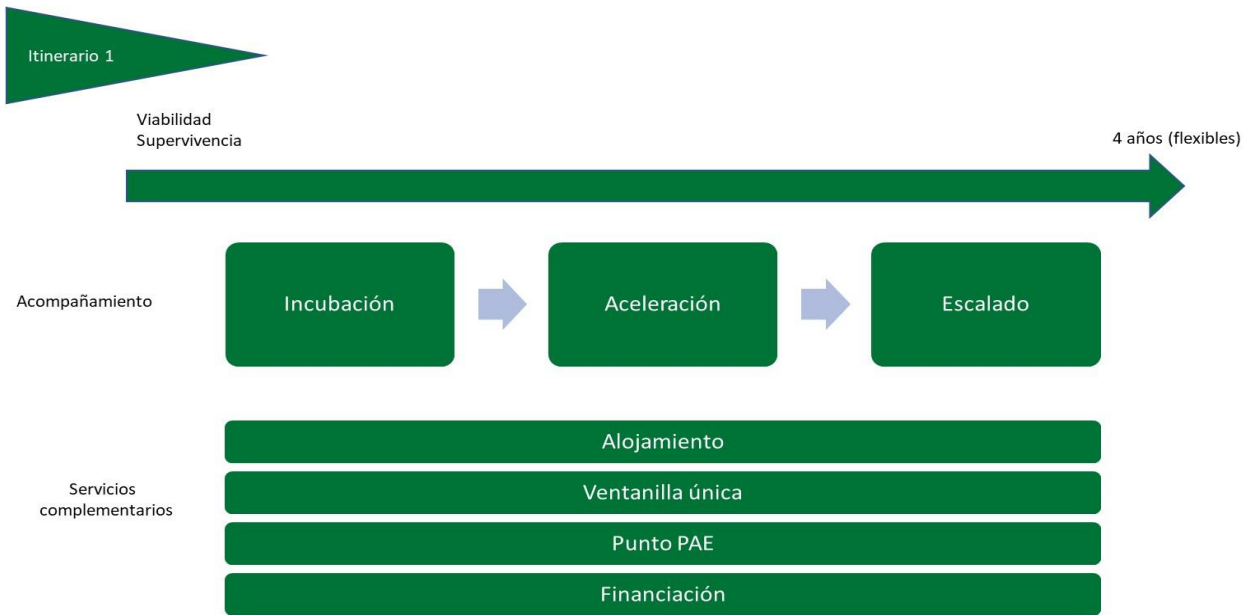 Itinerario 1
Viabilidad
Supervivencia
4 años (flexibles)
Acompañamiento
Incubación
Aceleración
Escalado
Servicios
complementarios
Alojamiento
Ventanilla única
Punto PAE
Financiación